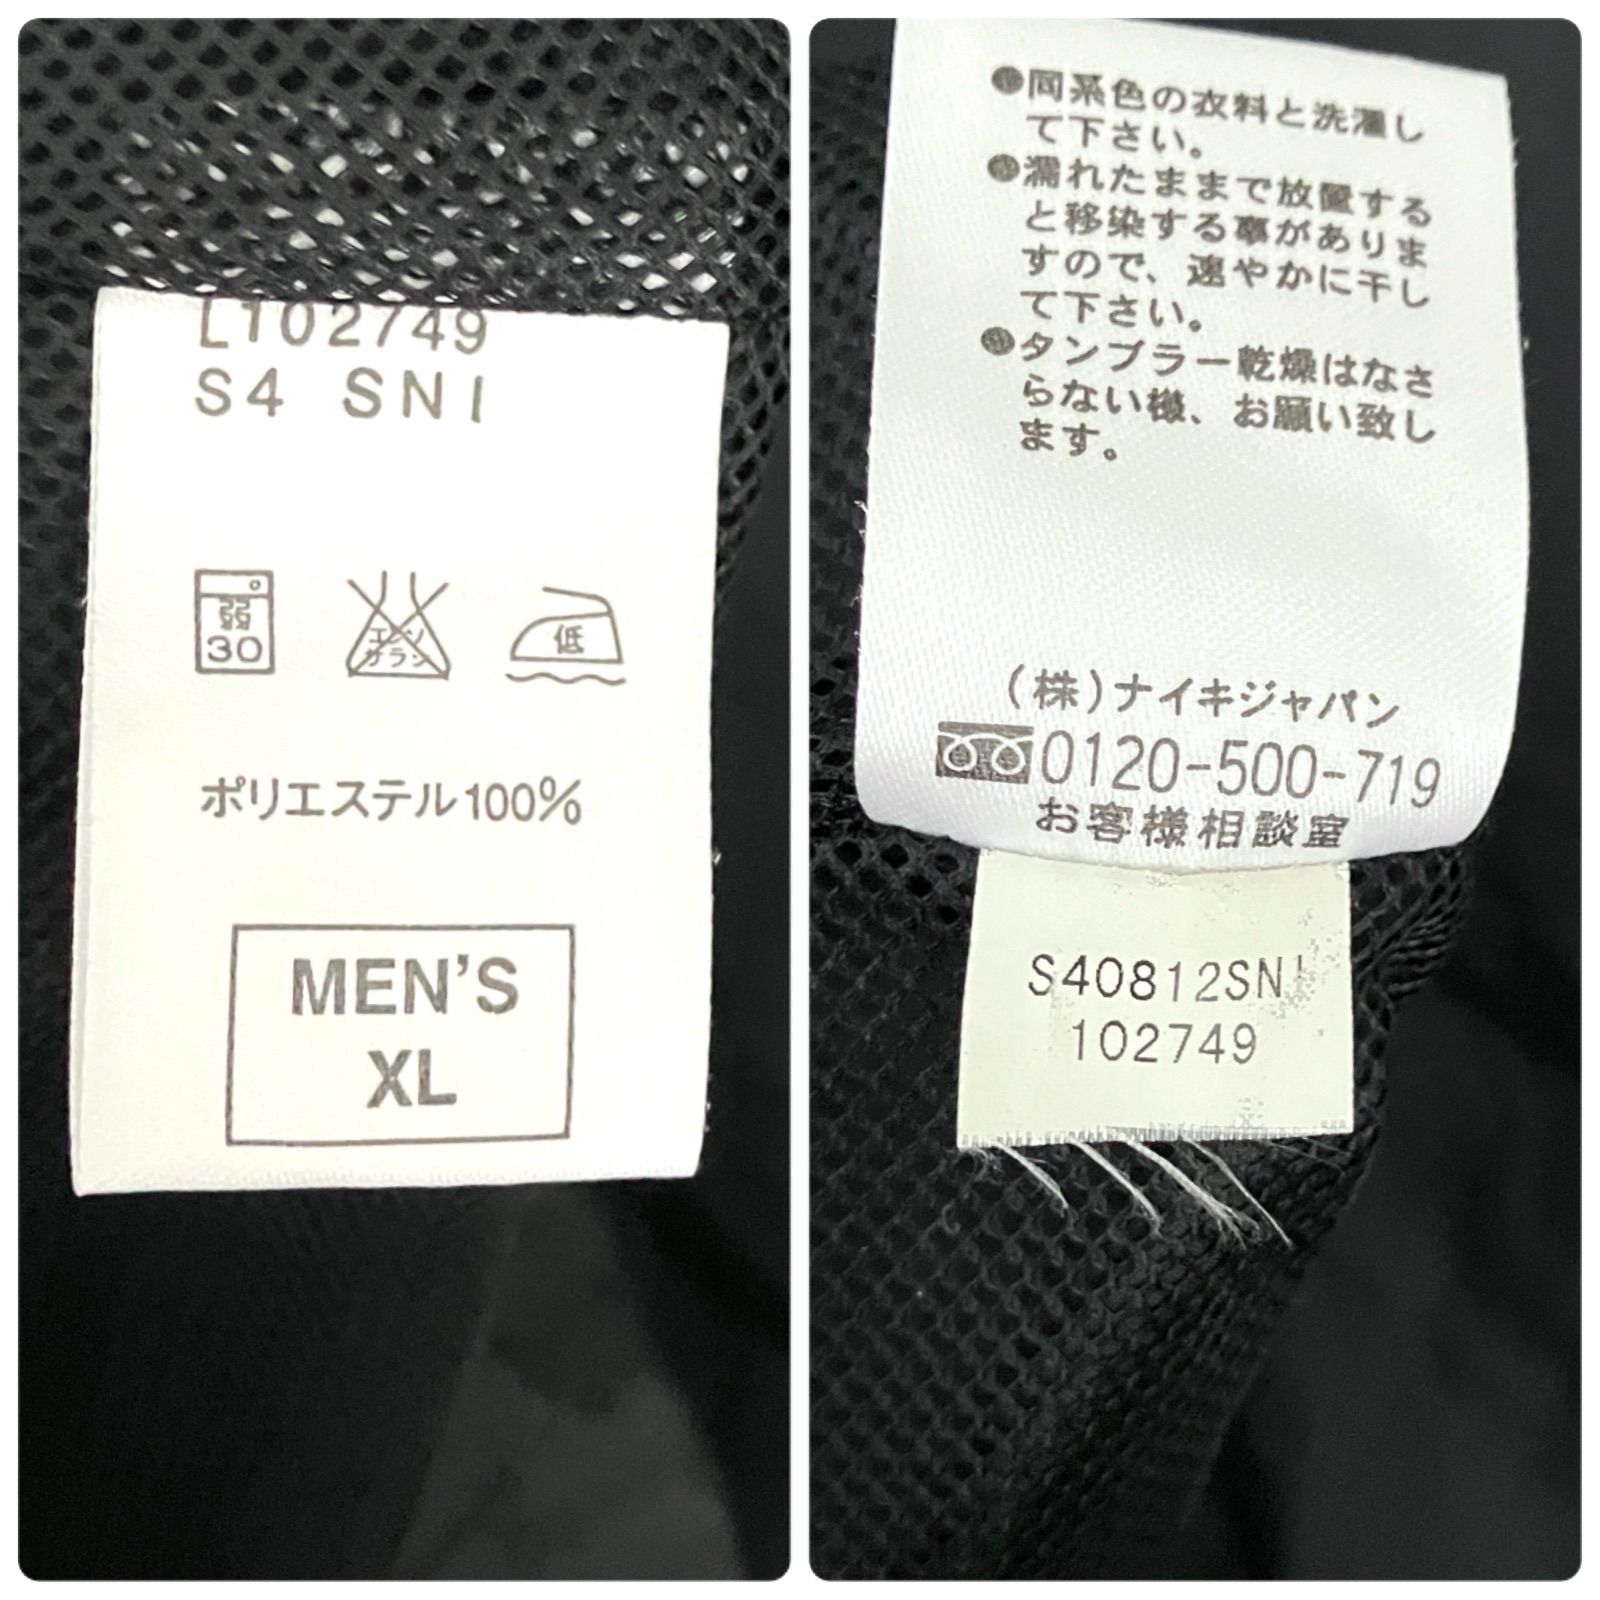 L102749
S4 SNI
弱
30
エンソ
サラシ
低
ポリエステル100%
MEN'S
XL
●同系色の衣料と洗濯し
て下さい。
●濡れたままで放置する
と移染する事がありま
すので、速やかに干し
て下さい。
●タンブラー乾燥はなさ
らない様、お願い致し
ます。
(株)ナイキジャパン
0120-500-719
お客様相談室
S40812SNI
102749